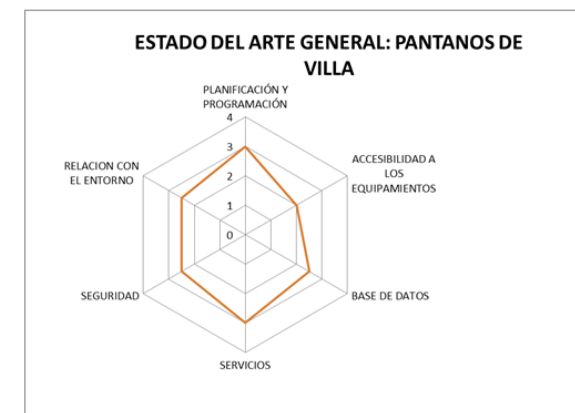 ESTADO DEL ARTE GENERAL: PANTANOS DE
VILLA
PLANIFICACIÓN Y
PROGRAMACIÓN
4
3
2
1
0
ACCESIBILIDAD A
LOS
EQUIPAMIENTOS
BASE DE DATOS
SERVICIOS
SEGURIDAD
RELACION CON
EL ENTORNO